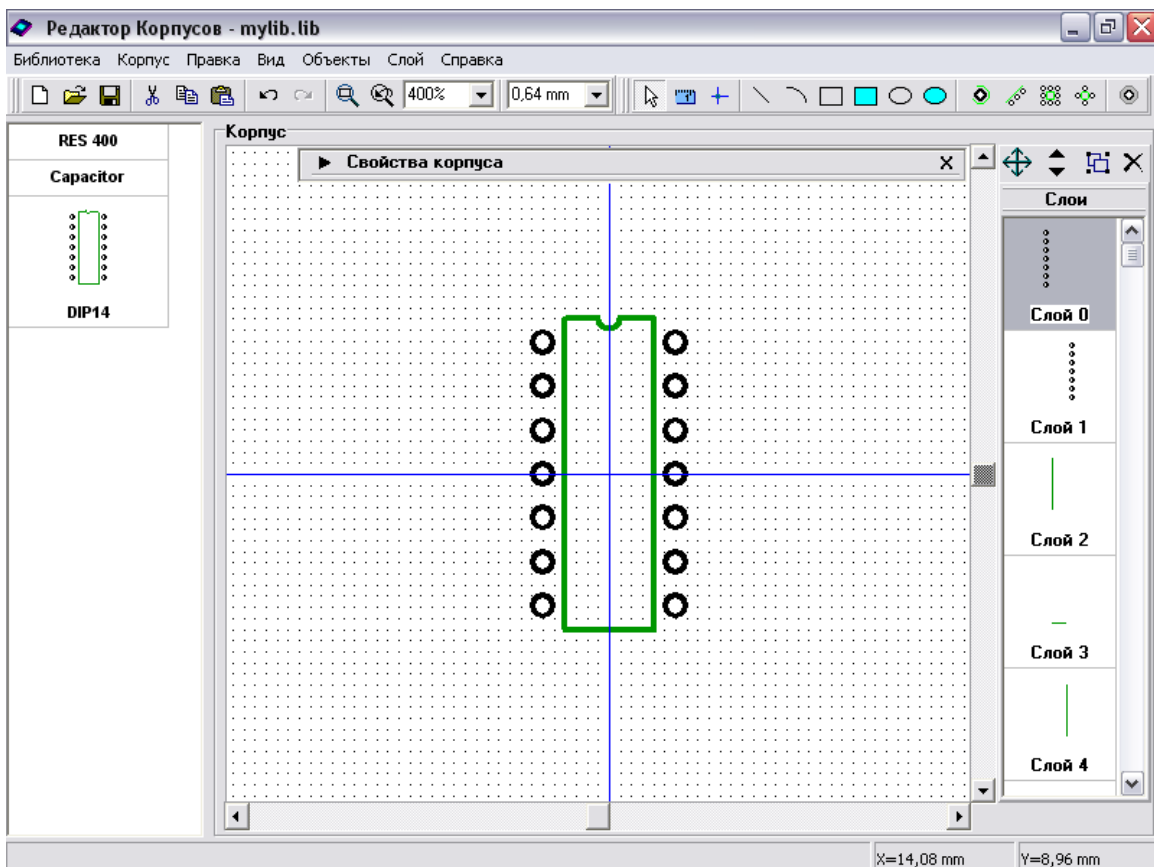 Редактор Корпусов - mylib.lib
Библиотека Корпус Правка Вид Объекты Слой Справка
400% 0,64 mm
RES 400
Capacitor
DIP14
Корпус
Свойства корпуса X
Слои
Слой 0
Слой 1
Слой 2
Слой 3
Слой 4
X=14,08 mm Y=8,96 mm